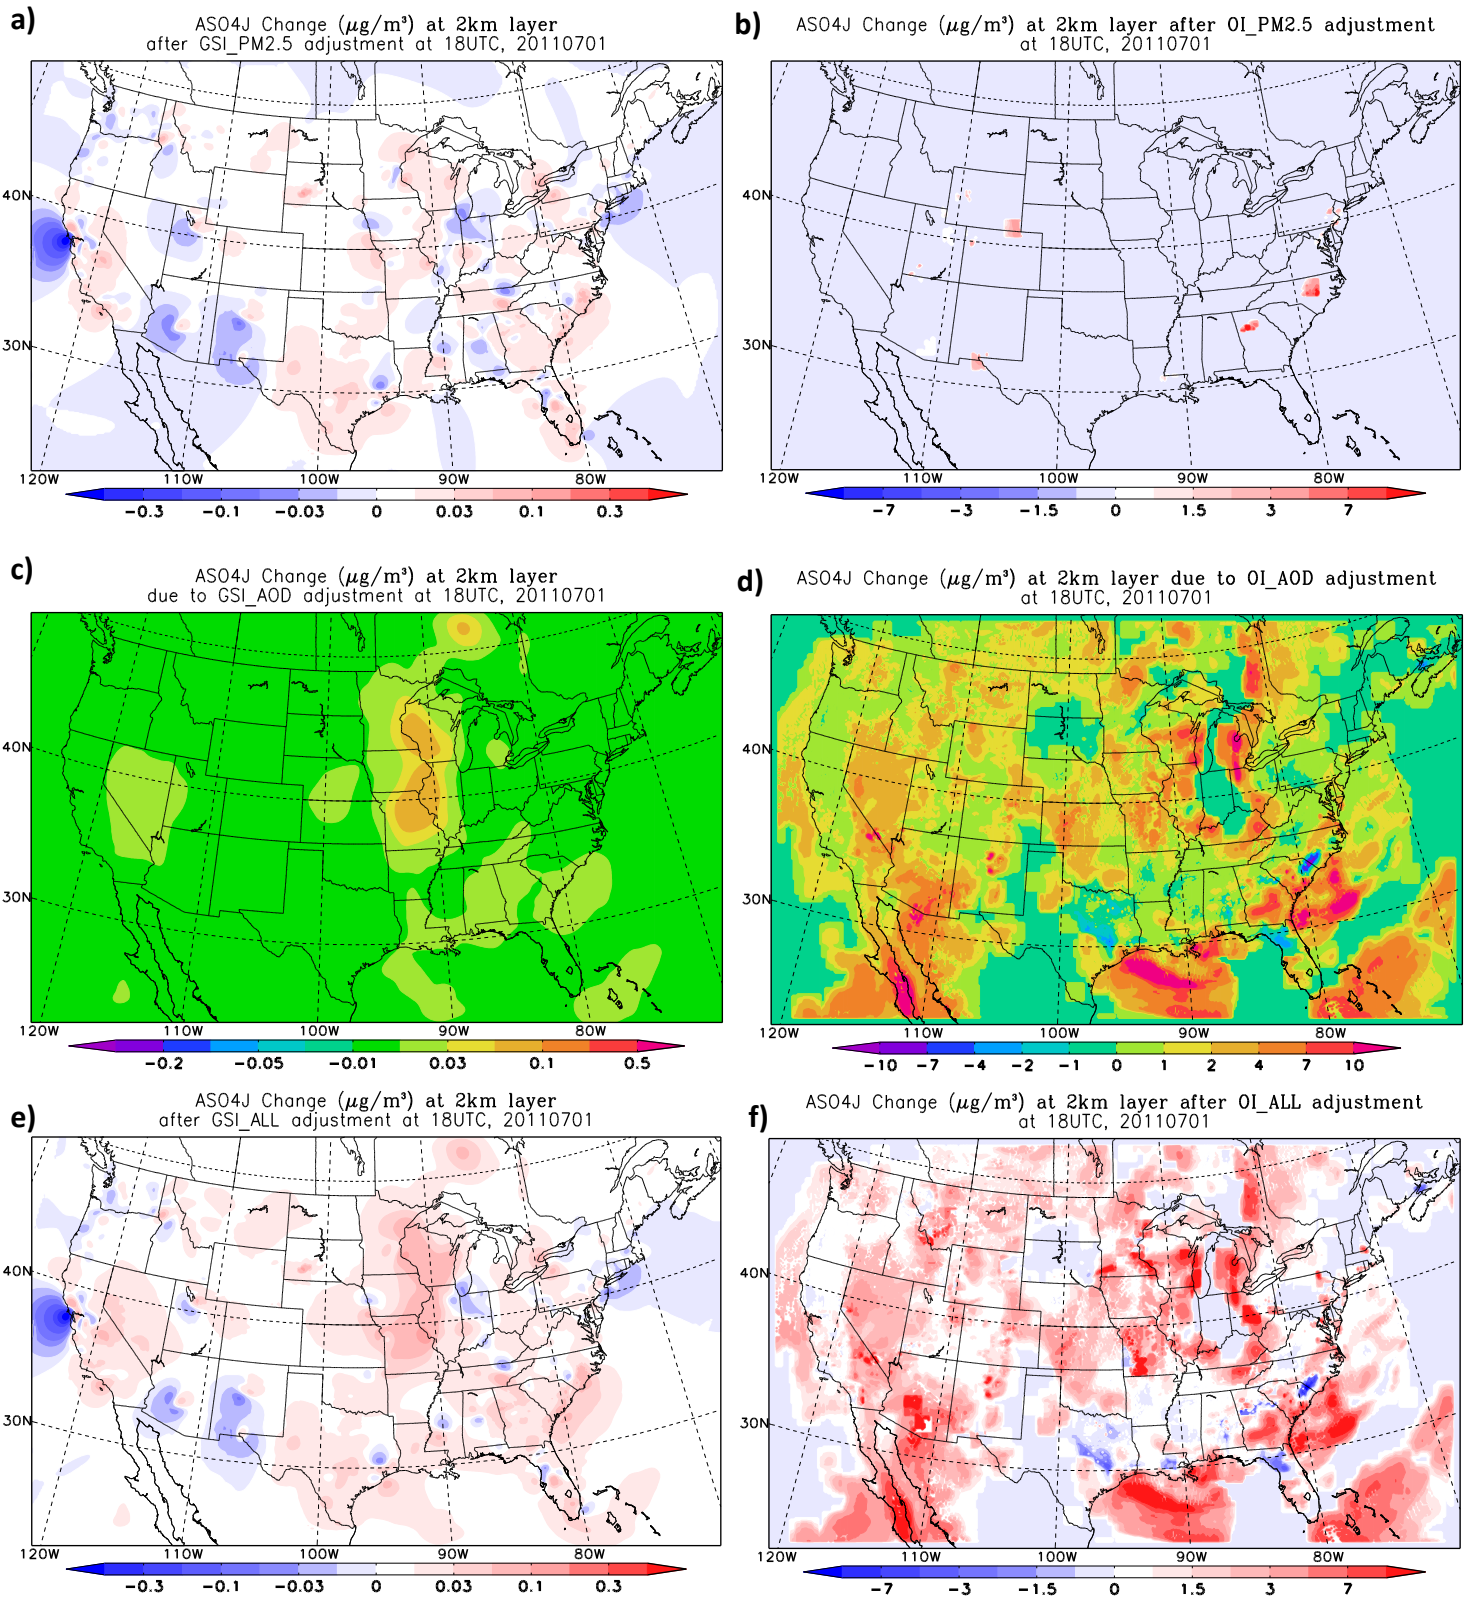 a)
ASO4J Change (μg/m³) at 2km layer
after GSI_PM2.5 adjustment at 18UTC, 20110701
40N
30N
120W 110W 100W 90W 80W
-0.3 -0.1 -0.03 0 0.03 0.1 0.3
b)
ASO4J Change (μg/m³) at 2km layer after OI_PM2.5 adjustment
at 18UTC, 20110701
40N
30N
120W 110W 100W 90W 80W
-7 -3 -1.5 0 1.5 3 7
c)
ASO4J Change (μg/m³) at 2km layer
due to GSI_AOD adjustment at 18UTC, 20110701
40N
30N
120W 110W 100W 90W 80W
-0.2 -0.05 -0.01 0.03 0.1 0.5
d)
ASO4J Change (μg/m³) at 2km layer due to OI_AOD adjustment
at 18UTC, 20110701
40N
30N
120W 110W 100W 90W 80W
-10 -7 -4 -2 -1 0 1 2 4 7 10
e)
ASO4J Change (μg/m³) at 2km layer
after GSI_ALL adjustment at 18UTC, 20110701
40N
30N
120W 110W 100W 90W 80W
-0.3 -0.1 -0.03 0 0.03 0.1 0.3
f)
ASO4J Change (μg/m³) at 2km layer after OI_ALL adjustment
at 18UTC, 20110701
40N
30N
120W 110W 100W 90W 80W
-7 -3 -1.5 0 1.5 3 7